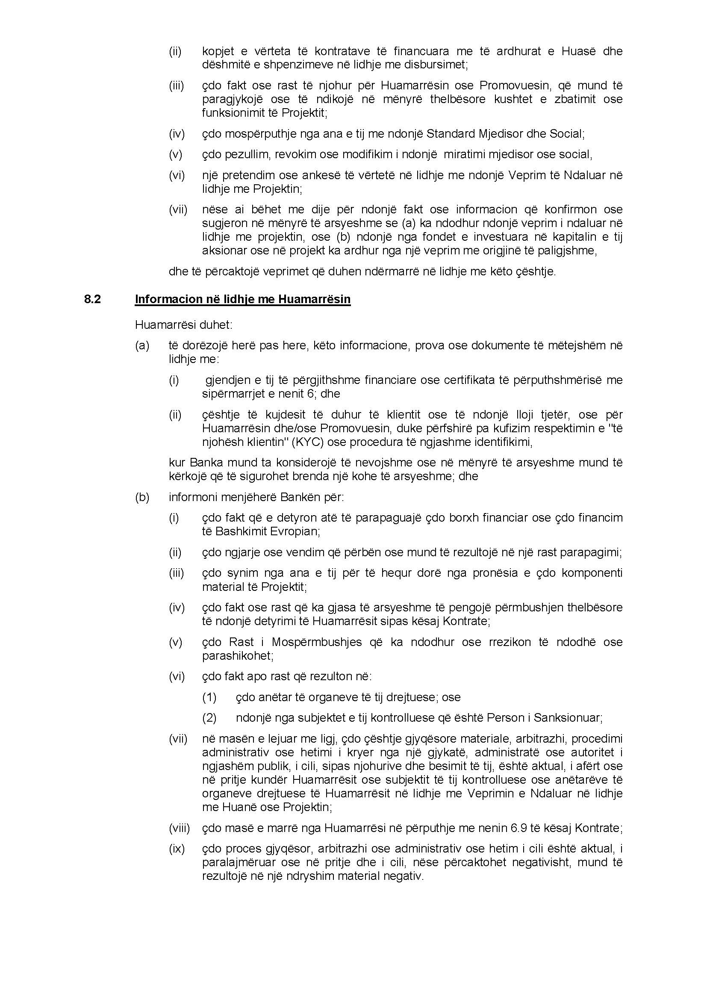 (ii) kopjet e vërteta të kontratave të financuara me të ardhurat e Huasë dhe
dëshmitë e shpenzimeve në lidhje me disbursimet;
(iii) çdo fakt ose rast të njohur për Huamarrësin ose Promovuesin, që mund të
paragjykojë ose të ndikojë në mënyrë thelbësore kushtet e zbatimit ose
funksionimit të Projektit;
(iv) çdo mospërputhje nga ana e tij me ndonjë Standard Mjedisor dhe Social;
(v) çdo pezullim, revokim ose modifikim i ndonjë  miratimi mjedisor ose social,
(vi) një pretendim ose ankesë të vërtetë në lidhje me ndonjë Veprim të Ndaluar në
lidhje me Projektin;
(vii) nëse ai bëhet me dije për ndonjë fakt ose informacion që konfirmon ose
sugjeron në mënyrë të arsyeshme se (a) ka ndodhur ndonjë veprim i ndaluar në
lidhje me projektin, ose (b) ndonjë nga fondet e investuara në kapitalin e tij
aksionar ose në projekt ka ardhur nga një veprim me origjinë të paligjshme,
dhe të përcaktojë veprimet që duhen ndërmarrë në lidhje me këto çështje.
8.2 Informacion në lidhje me Huamarrësin
Huamarrësi duhet:
(a) të dorëzojë herë pas here, këto informacione, prova ose dokumente të mëtejshëm në
lidhje me:
(i) gjendjen e tij të përgjithshme financiare ose certifikata të përputhshmërisë me
sipërmarrjet e nenit 6; dhe
(ii) çështje të kujdesit të duhur të klientit ose të ndonjë lloji tjetër, ose për
Huamarrësin dhe/ose Promovuesin, duke përfshirë pa kufizim respektimin e "të
njohësh klientin" (KYC) ose procedura të ngjashme identifikimi,
kur Banka mund ta konsiderojë të nevojshme ose në mënyrë të arsyeshme mund të
kërkojë që të sigurohet brenda një kohe të arsyeshme; dhe
(b) informoni menjëherë Bankën për:
(i) çdo fakt që e detyron atë të parapaguajë çdo borxh financiar ose çdo financim
të Bashkimit Evropian;
(ii) çdo ngjarje ose vendim që përbën ose mund të rezultojë në një rast parapagimi;
(iii) çdo synim nga ana e tij për të hequr dorë nga pronësia e çdo komponenti
material të Projektit;
(iv) çdo fakt ose rast që ka gjasa të arsyeshme të pengojë përmbushjen thelbësore
të ndonjë detyrimi të Huamarrësit sipas kësaj Kontrate;
(v) çdo Rast i Mospërmbushjes që ka ndodhur ose rrezikon të ndodhë ose
parashikohet;
(vi) çdo fakt apo rast që rezulton në:
(1) çdo anëtar të organeve të tij drejtuese; ose
(2) ndonjë nga subjektet e tij kontrolluese që është Person i Sanksionuar;
(vii) në masën e lejuar me ligj, çdo çështje gjyqësore materiale, arbitrazhi, procedimi
administrativ ose hetimi i kryer nga një gjykatë, administratë ose autoritet i
ngjashëm publik, i cili, sipas njohurive dhe besimit të tij, është aktual, i afërt ose
në pritje kundër Huamarrësit ose subjektit të tij kontrolluese ose anëtarëve të
organeve drejtuese të Huamarrësit në lidhje me Veprimin e Ndaluar në lidhje
me Huanë ose Projektin;
(viii) çdo masë e marrë nga Huamarrësi në përputhje me nenin 6.9 të kësaj Kontrate;
(ix) çdo proces gjyqësor, arbitrazhi ose administrativ ose hetim i cili është aktual, i
paralajmëruar ose në pritje dhe i cili, nëse përcaktohet negativisht, mund të
rezultojë në një ndryshim material negativ.